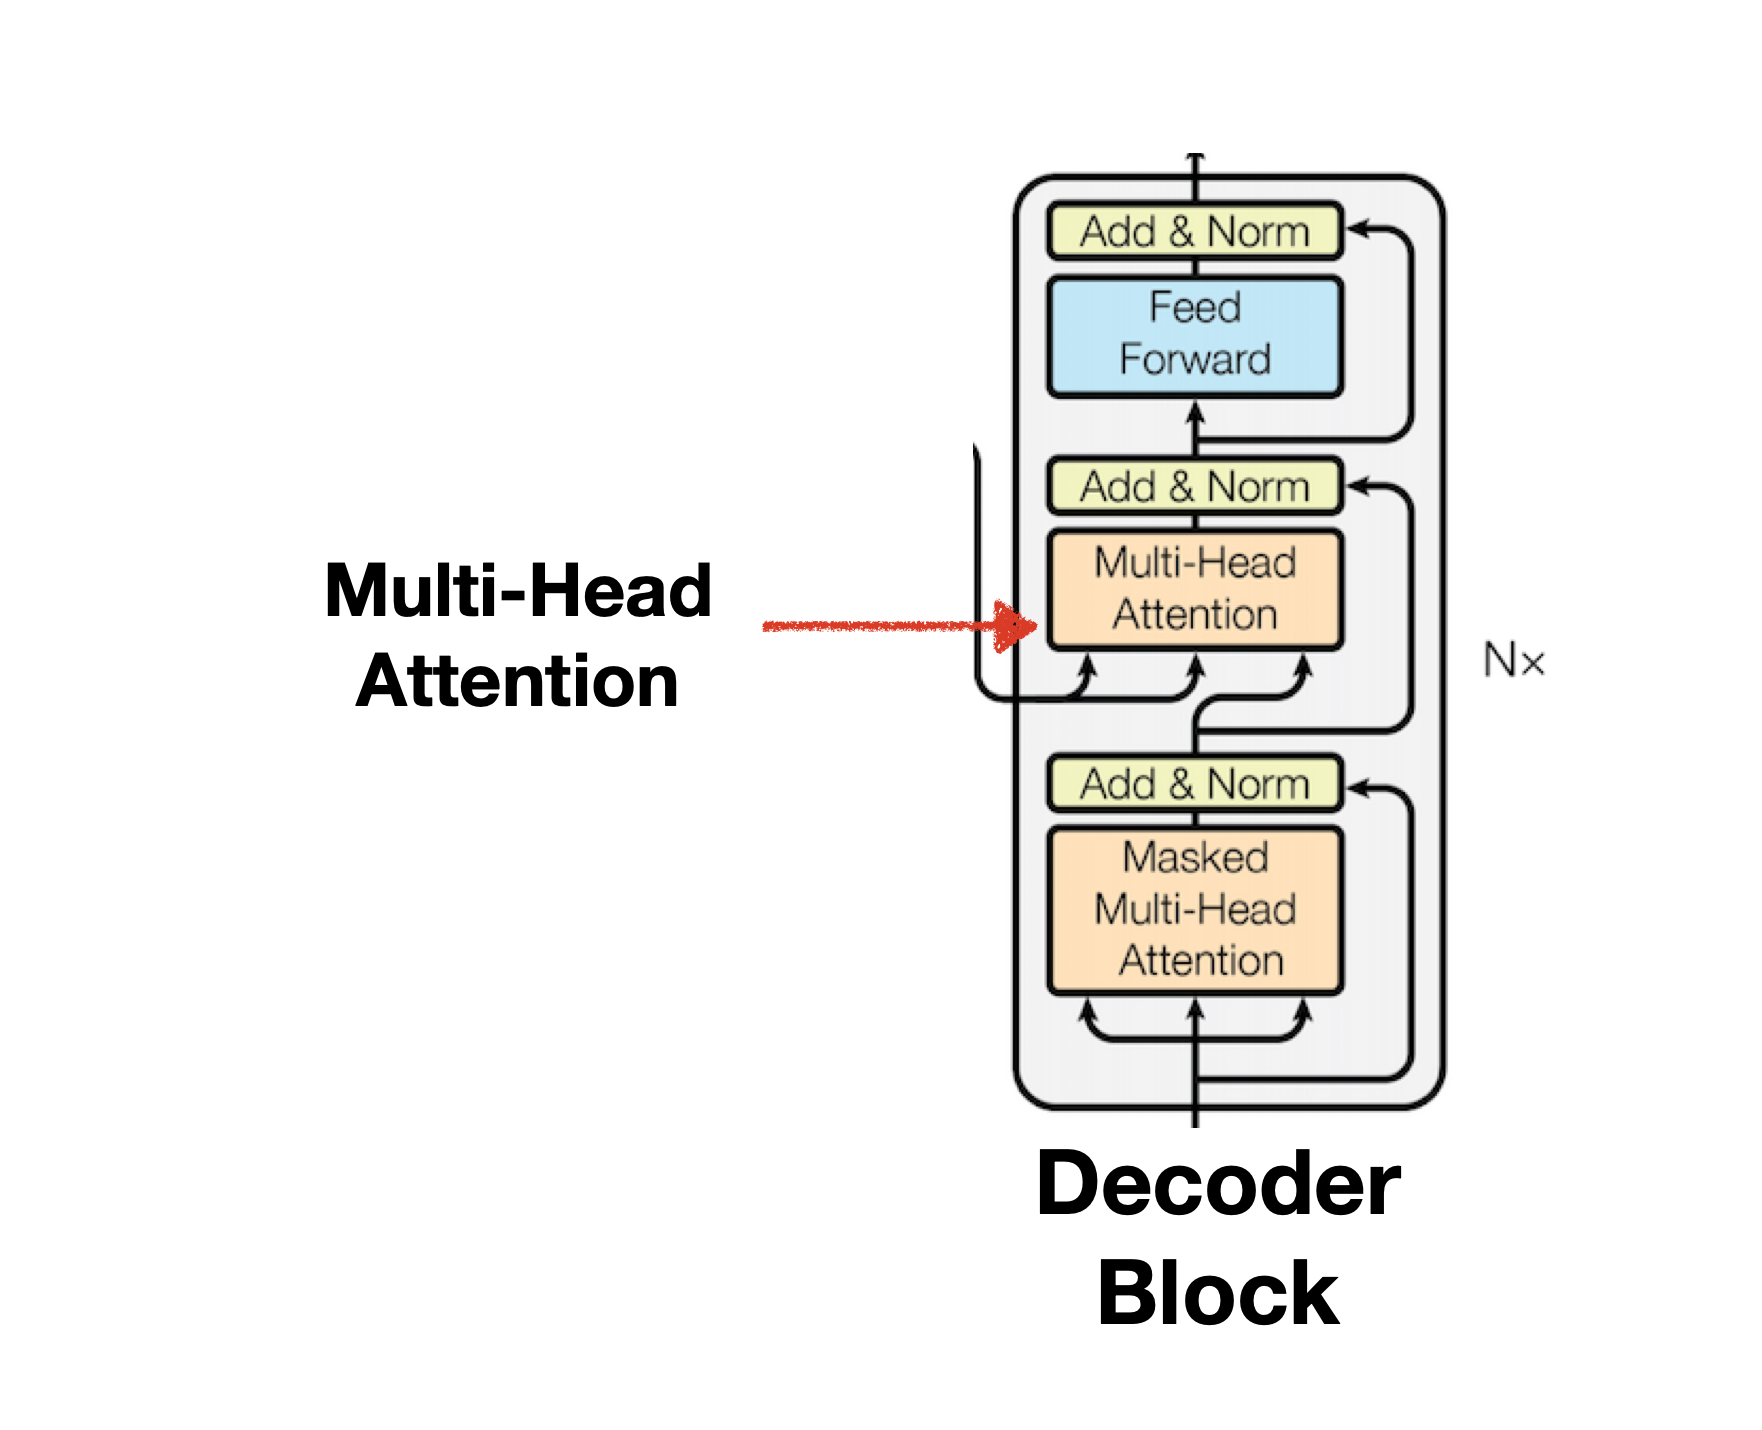 Add & Norm
Feed
Forward
Add & Norm
Multi-Head
Attention
Multi-Head
Attention
Nx
Add & Norm
Masked
Multi-Head
Attention
Decoder
Block